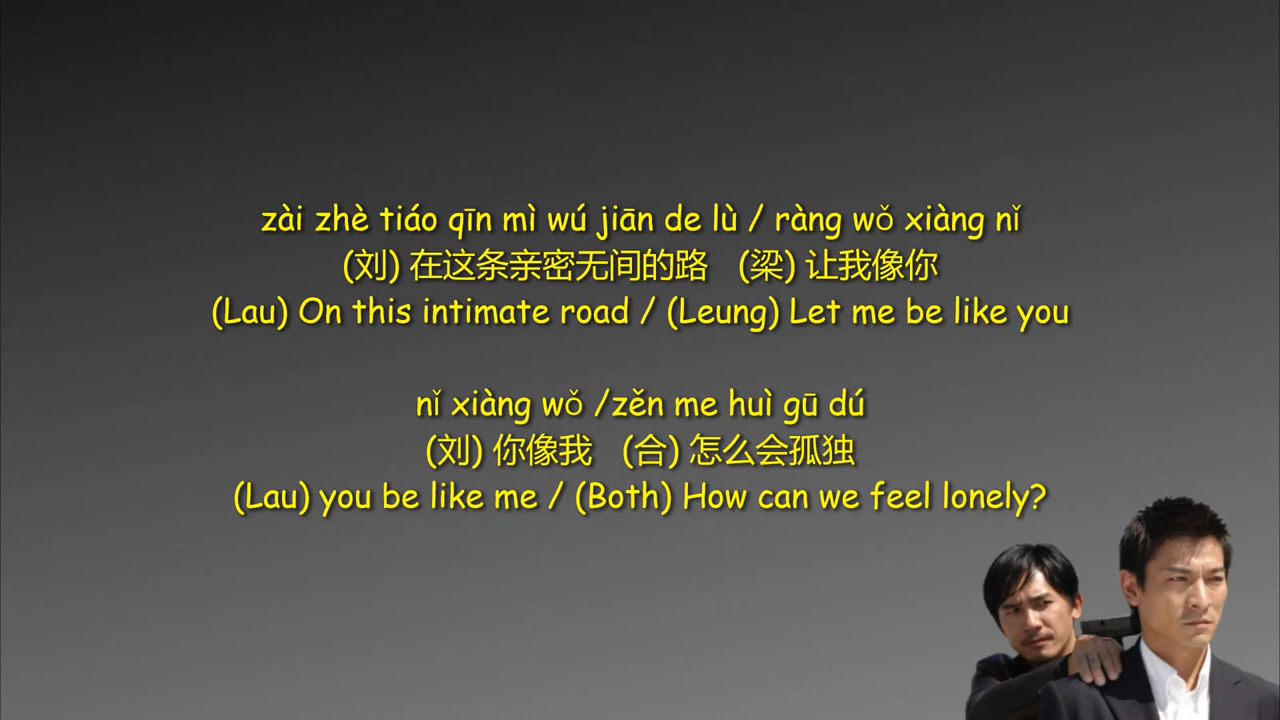 zài zhè tiáo qīn mì wú jiān de lù / ràng wǒ xiàng nǐ
(刘) 在这条亲密无间的路 (梁) 让我像你
(Lau) On this intimate road / (Leung) Let me be like you
nǐ xiàng wǒ /zěn me huì gū dú
(刘) 你像我 (合) 怎么会孤独
(Lau) you be like me / (Both) How can we feel lonely?